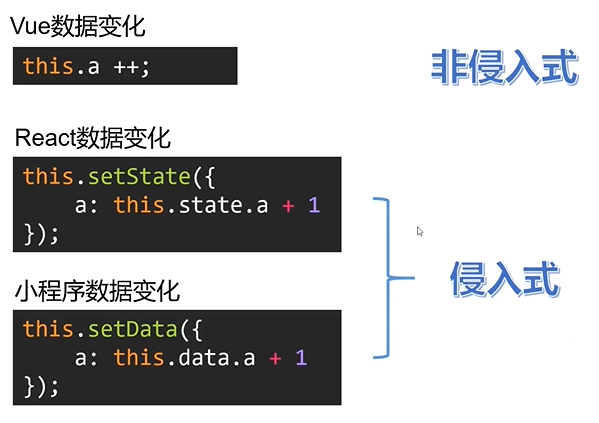 Vue数据变化
this.a ++;
非侵入式
React数据变化
this.setState({
    a: this.state.a + 1
});
侵入式
小程序数据变化
this.setData({
    a: this.data.a + 1
});